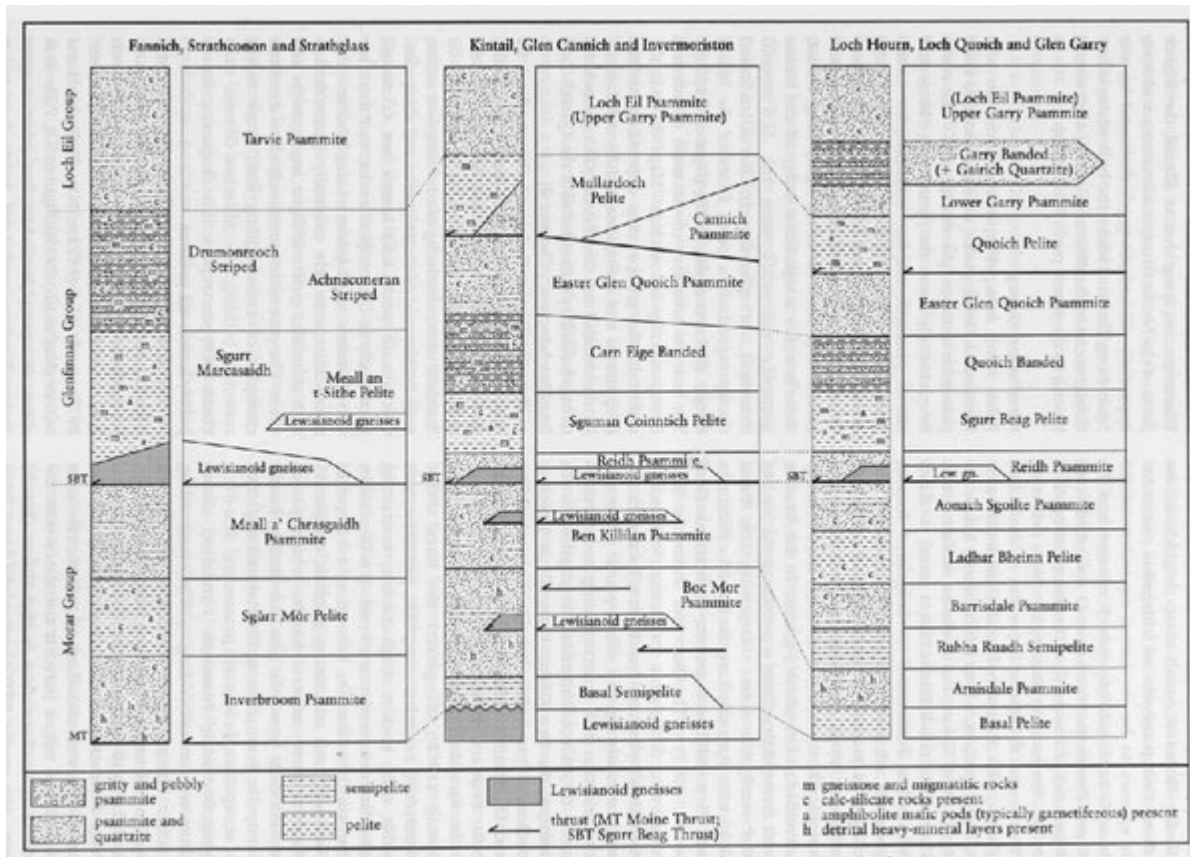 Fannich, Strathconon and Strathglass
Kintail, Glen Cannich and Invermoriston
Loch Hourn, Loch Quoich and Glen Garry
Loch Eil Group
Glenfinnan Group
Morar Group
SBT
MT
Tarvie Psammite
Drumonreoch
Striped
Achnaconeran
Striped
Sgurr
Marcasaidh
Meall an
t-Sithe Pelite
Lewisianoid gneisses
Lewisianoid gneisses
Meall a' Chrasgaidh
Psammite
Sgùrr Mòr Pelite
Inverbroom Psammite
SBT
Loch Eil Psammite
(Upper Garry Psammite)
Mullardoch
Pelite
Cannich
Psammite
Easter Glen Quoich Psammite
Carn Eige Banded
Sguman Coinntich Pelite
Reidh Psammite
Lewisianoid gneisses
Lewisianoid gneisses
Ben Killilan Psammite
Boc Mor
Psammite
Lewisianoid gneisses
Basal Semipelite
Lewisianoid gneisses
SBT
(Loch Eil Psammite)
Upper Garry Psammite
Garry Banded
(+ Gairich Quartzite)
Lower Garry Psammite
Quoich Pelite
Easter Glen Quoich Psammite
Quoich Banded
Sgurr Beag Pelite
Reidh Psammite
Lew. gn.
Aonach Sgoilte Psammite
Ladhar Bheinn Pelite
Barrisdale Psammite
Rubha Ruadh Semipelite
Arnisdale Psammite
Basal Pelite
gritty and pebbly
psammite
psammite and
quartzite
semipelite
pelite
Lewisianoid gneisses
thrust (MT Moine Thrust;
SBT Sgurr Beag Thrust)
m gneissose and migmatitic rocks
c calc-silicate rocks present
a amphibolite mafic pods (typically garnetiferous) present
h detrital heavy-mineral layers present